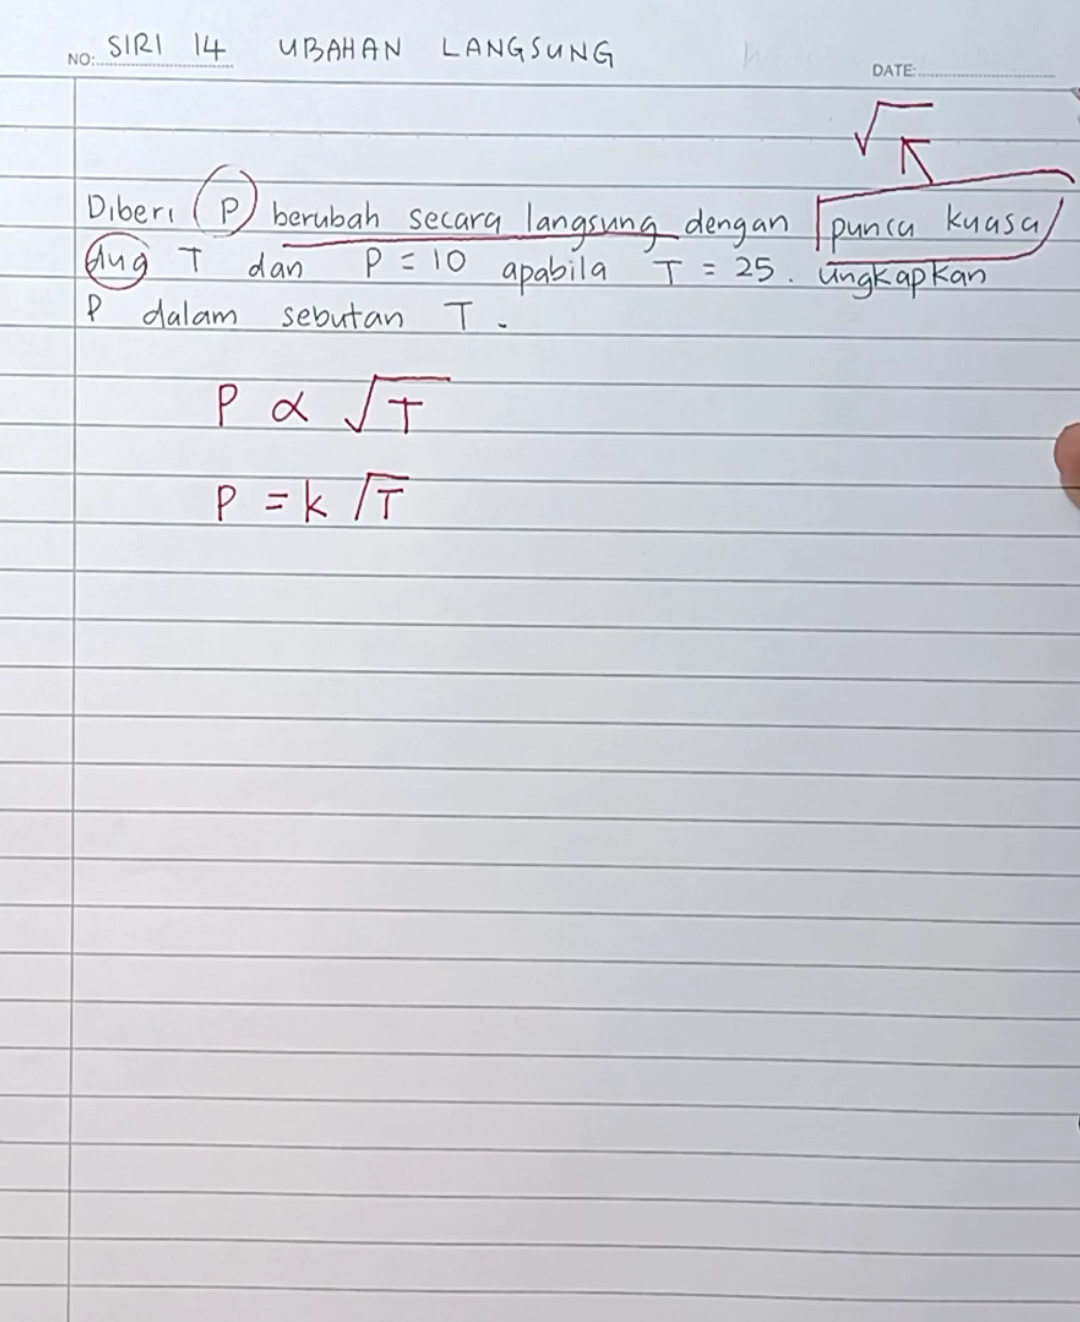 NO: SIRI 14 UBAHAN LANGSUNG
DATE:
√
Diberi P berubah secara langsung dengan punca kuasa
dua T dan P = 10 apabila T = 25. Ungkapkan
P dalam sebutan T.
P ∝ √T
P = k √T